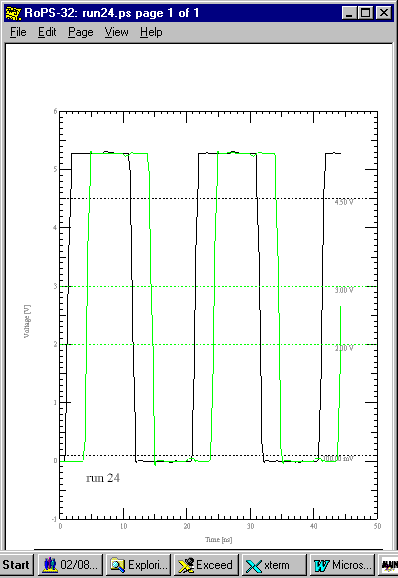 RoPS-32: run24.ps page 1 of 1
File Edit Page View Help
6
5
4.50 V
4
Voltage [V]
3
3.00 V
2
2.00 V
1
0
run 24
-1
0 10 20 30 40 50
Time [ns]
Start 02/08... Explori... Exceed xterm Micros...